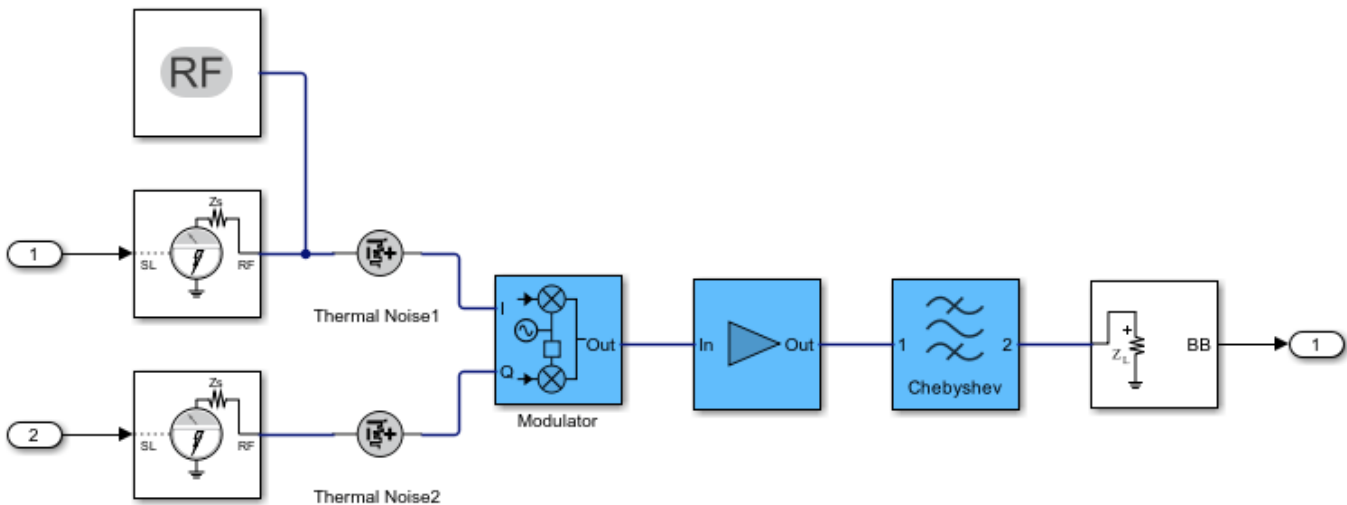 RF
1
SL
Zs
RF
Thermal Noise1
2
SL
Zs
RF
Thermal Noise2
I
Q
Out
Modulator
In
Out
1
2
Chebyshev
+
ZL
BB
1